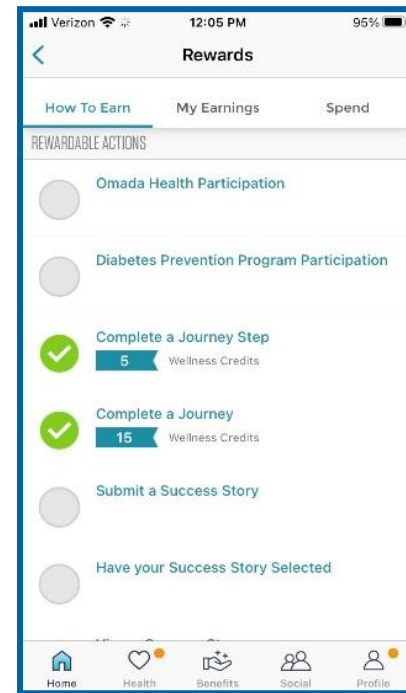 Verizon 12:05 PM 95%
Rewards
How To Earn My Earnings Spend
REWARDABLE ACTIONS
Omada Health Participation
Diabetes Prevention Program Participation
Complete a Journey Step
5 Wellness Credits
Complete a Journey
15 Wellness Credits
Submit a Success Story
Have your Success Story Selected
Home Health Benefits Social Profile